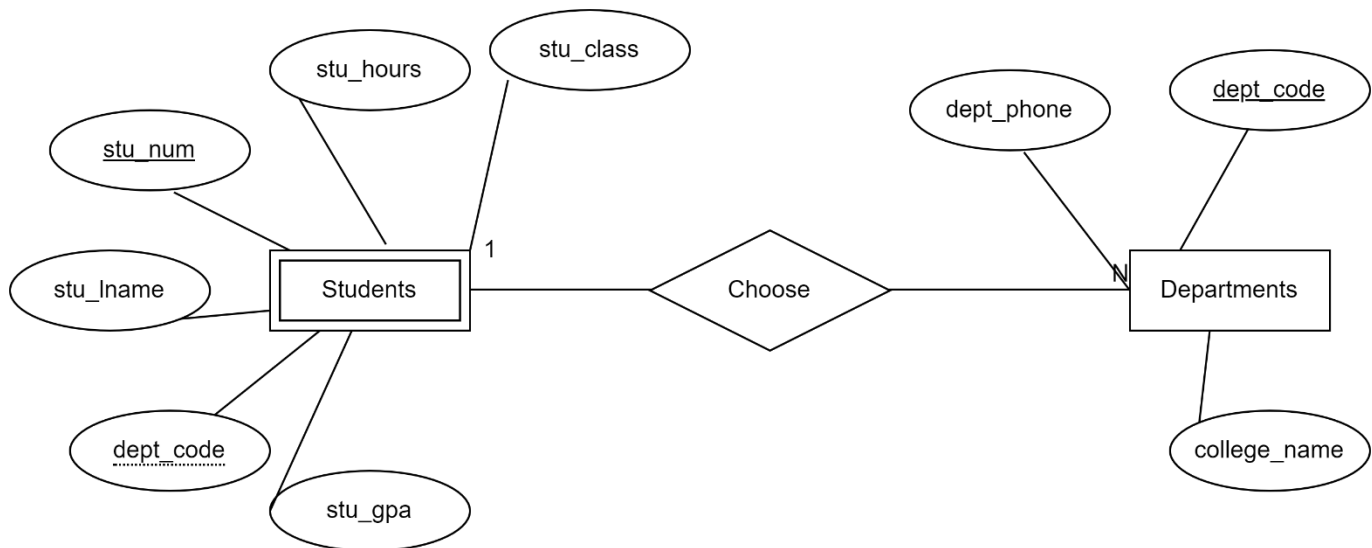 stu_class
stu_hours
dept_code
dept_phone
stu_num
1
N
stu_lname
Students
Choose
Departments
dept_code
college_name
stu_gpa